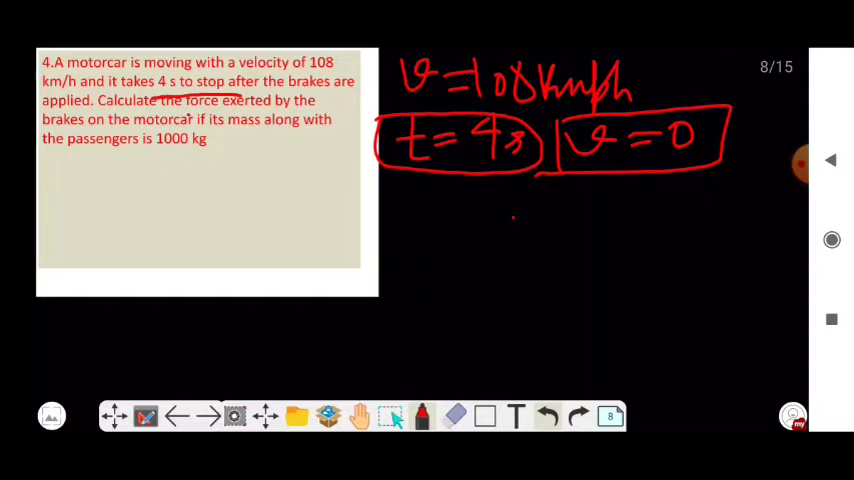 4.A motorcar is moving with a velocity of 108
km/h and it takes 4 s to stop after the brakes are
applied. Calculate the force exerted by the
brakes on the motorcar if its mass along with
the passengers is 1000 kg
v=108kmph
t=4s v=0
8/15
T
8
my